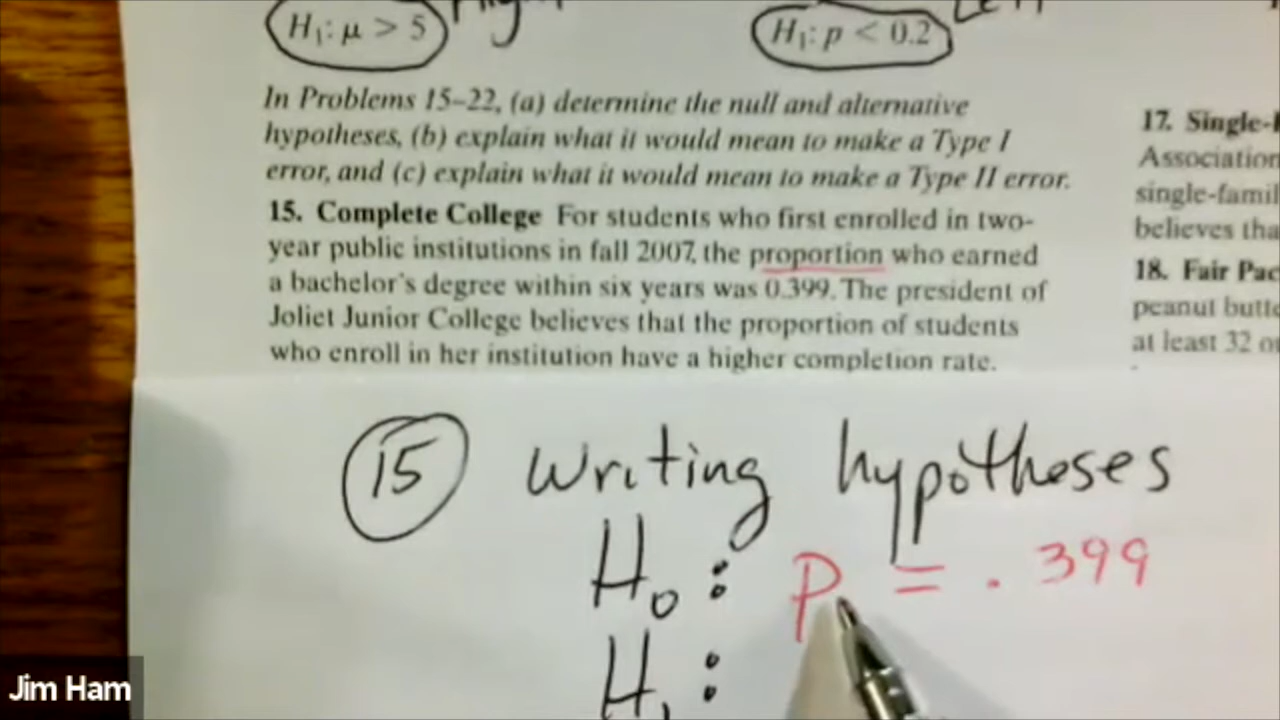 H₁: μ > 5
H₁: p < 0.2
In Problems 15–22, (a) determine the null and alternative
hypotheses, (b) explain what it would mean to make a Type I
error, and (c) explain what it would mean to make a Type II error.
15. Complete College For students who first enrolled in two-
year public institutions in fall 2007, the proportion who earned
a bachelor's degree within six years was 0.399. The president of
Joliet Junior College believes that the proportion of students
who enroll in her institution have a higher completion rate.
17. Single-
Association
single-famil
believes tha
18. Fair Pac
peanut butte
at least 32 o
15 Writing hypotheses
H₀: P = .399
H₁:
Jim Ham